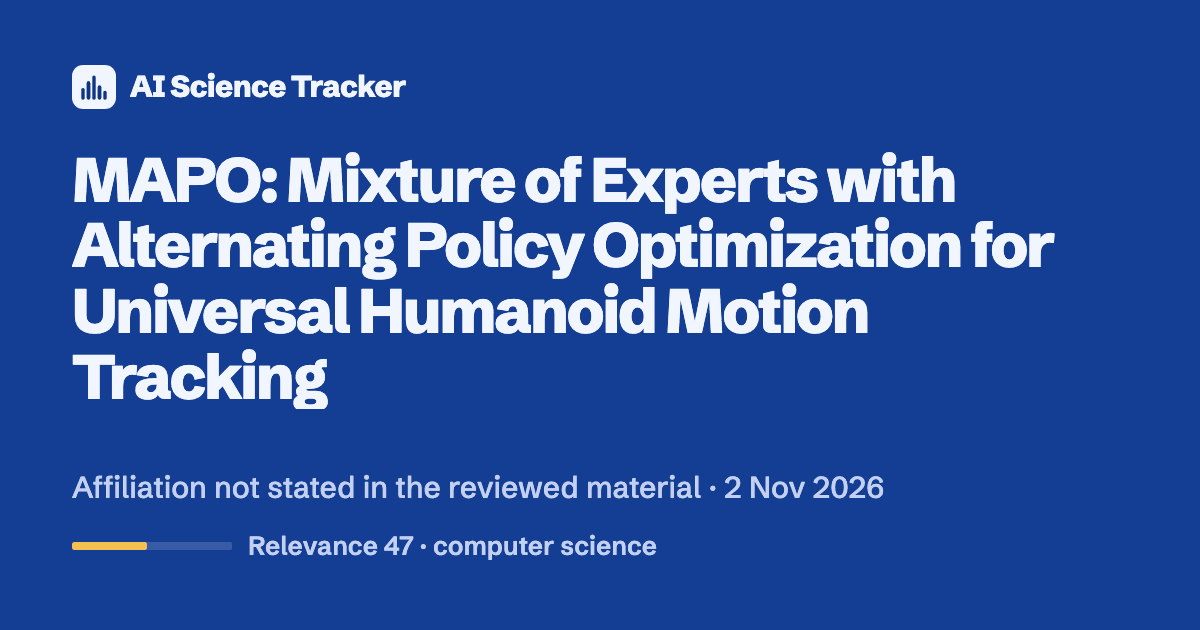 AI Science Tracker
MAPO: Mixture of Experts with
Alternating Policy Optimization for
Universal Humanoid Motion
Tracking
Affiliation not stated in the reviewed material · 2 Nov 2026
Relevance 47 · computer science